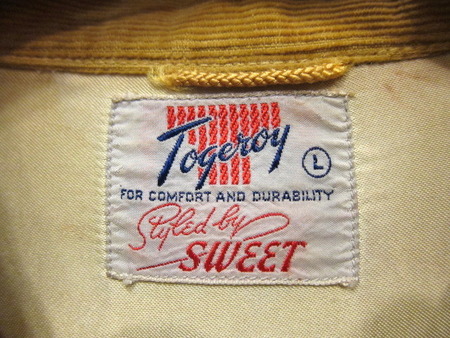 Togeroy
L
FOR COMFORT AND DURABILITY
Styled by
SWEET